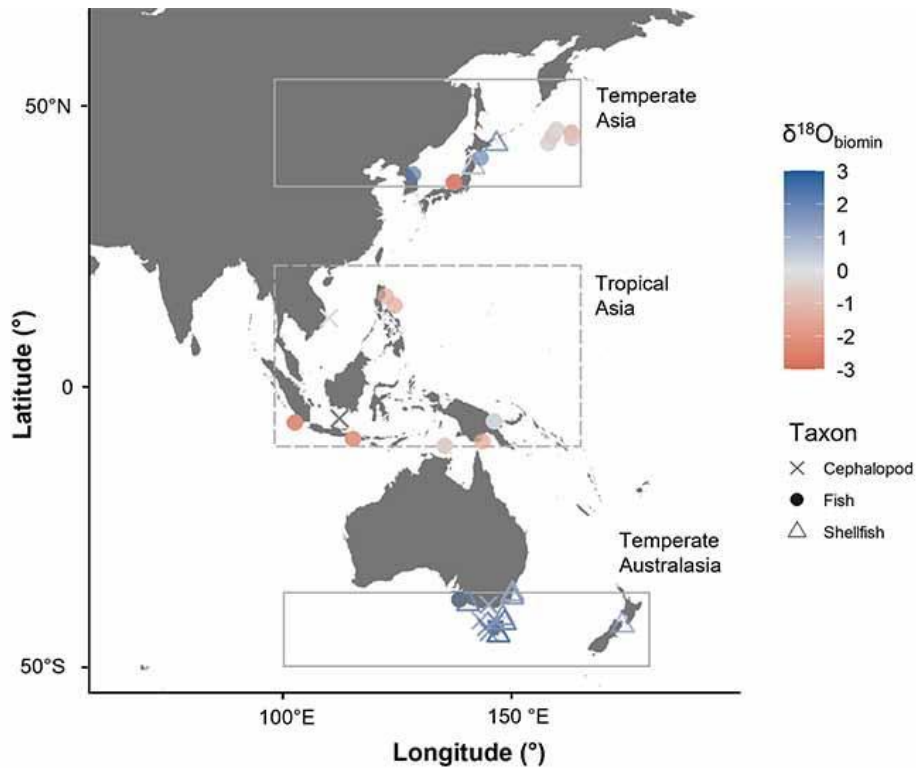 50°N
0
50°S
Latitude (°)
100°E
150 °E
Longitude (°)
Temperate
Asia
Tropical
Asia
Temperate
Australasia
δ¹⁸O_biomin
3
2
1
0
-1
-2
-3
Taxon
Cephalopod
Fish
Shellfish